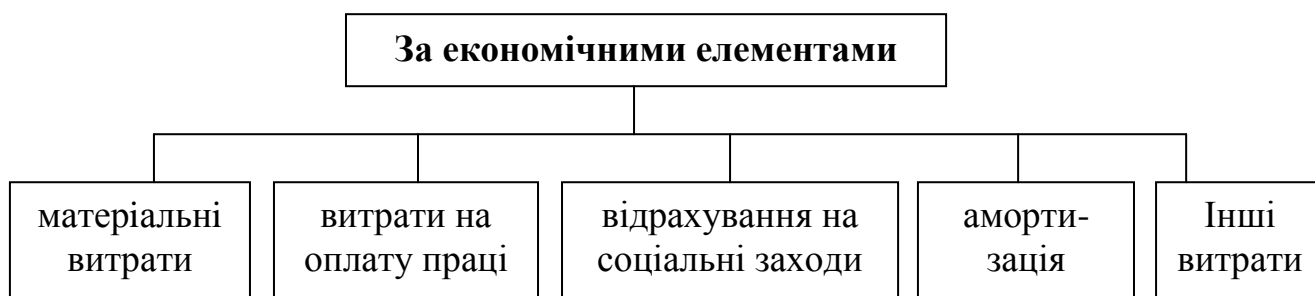 За економічними елементами
матеріальні
витрати
витрати на
оплату праці
відрахування на
соціальні заходи
аморти-
зація
Інші
витрати